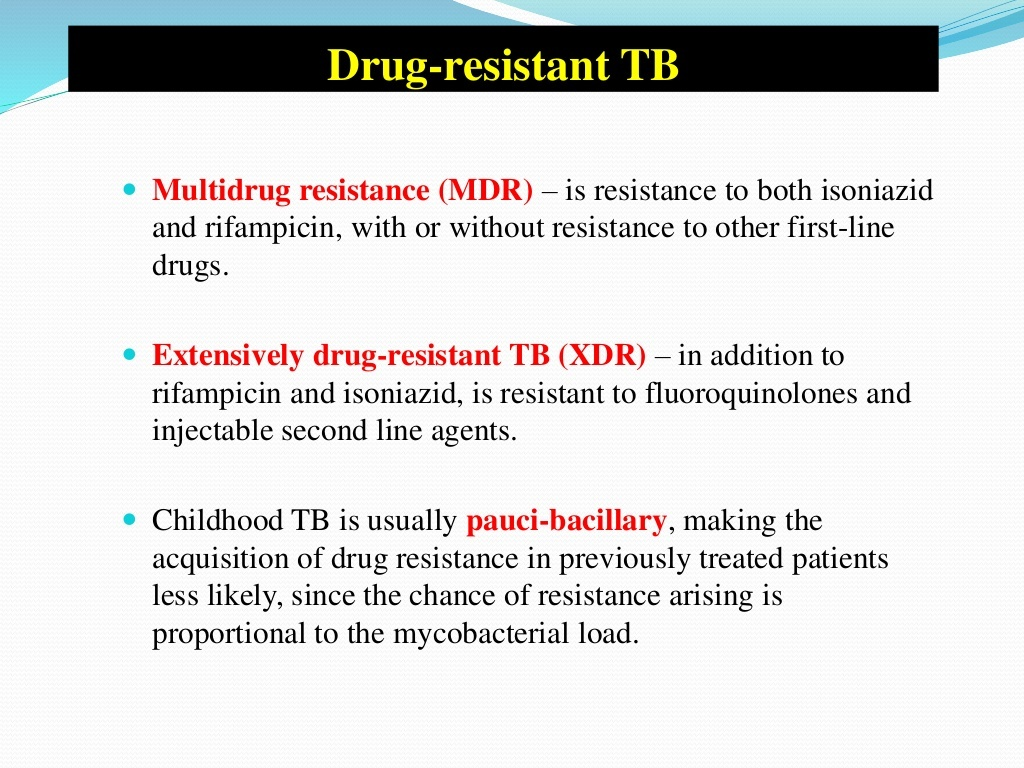 Drug-resistant TB
• Multidrug resistance (MDR) – is resistance to both isoniazid
and rifampicin, with or without resistance to other first-line
drugs.
• Extensively drug-resistant TB (XDR) – in addition to
rifampicin and isoniazid, is resistant to fluoroquinolones and
injectable second line agents.
• Childhood TB is usually pauci-bacillary, making the
acquisition of drug resistance in previously treated patients
less likely, since the chance of resistance arising is
proportional to the mycobacterial load.